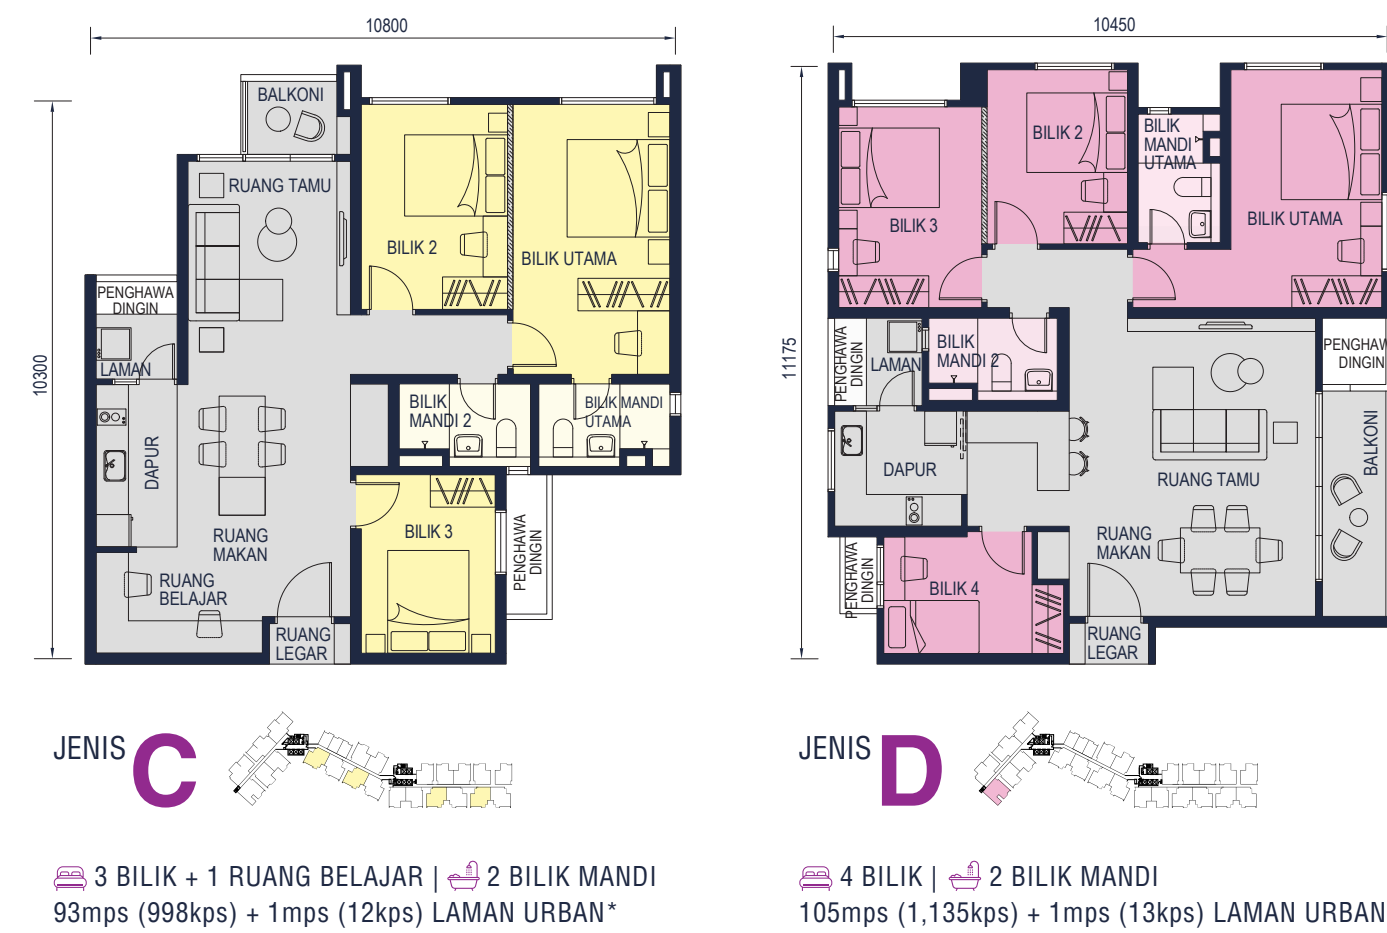 10800
10300
BALKONI
RUANG TAMU
BILIK 2
BILIK UTAMA
PENGHAWA
DINGIN
LAMAN
BILIK
MANDI 2
BILIK MANDI
UTAMA
DAPUR
RUANG
MAKAN
BILIK 3
PENGHAWA
DINGIN
RUANG
BELAJAR
RUANG
LEGAR
JENIS C
3 BILIK + 1 RUANG BELAJAR | 2 BILIK MANDI
93mps (998kps) + 1mps (12kps) LAMAN URBAN*
10450
11175
BILIK 3
BILIK 2
BILIK
MANDI
UTAMA
BILIK UTAMA
PENGHAWA
DINGIN
LAMAN
BILIK
MANDI 2
PENGHAW
DINGIN
DAPUR
RUANG TAMU
BALKONI
RUANG
MAKAN
PENGHAWA
DINGIN
BILIK 4
RUANG
LEGAR
JENIS D
4 BILIK | 2 BILIK MANDI
105mps (1,135kps) + 1mps (13kps) LAMAN URBAN